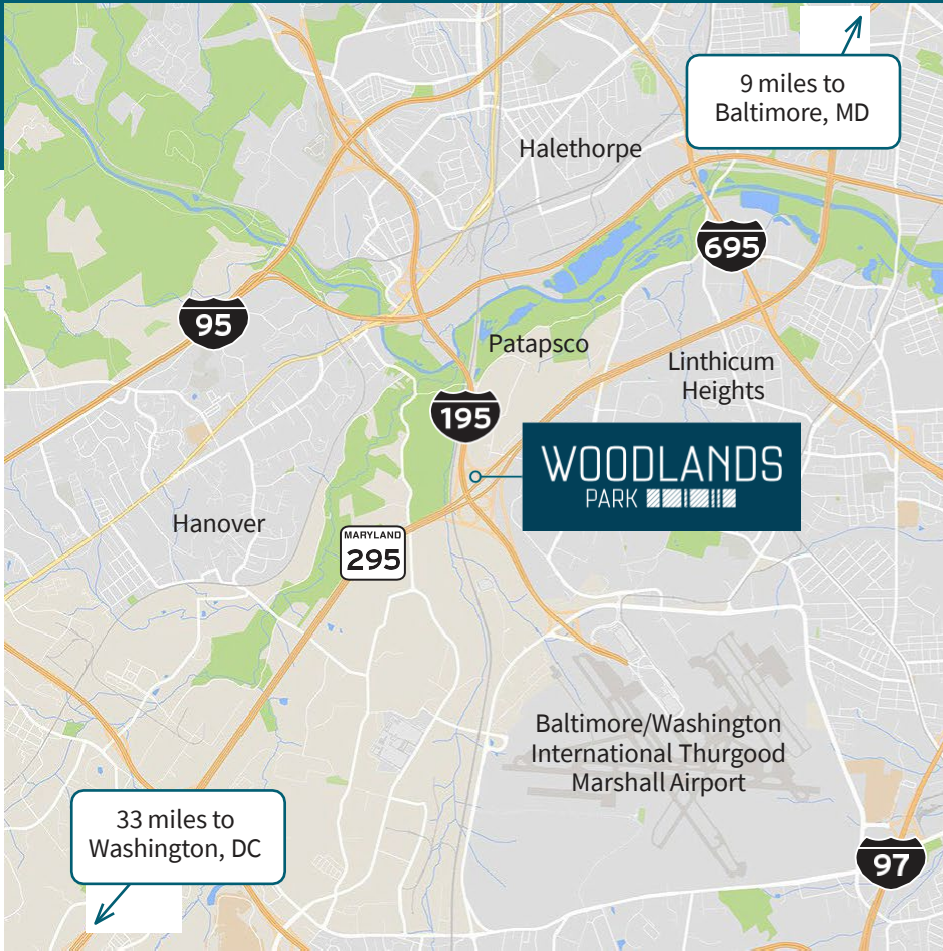 9 miles to
Baltimore, MD
Halethorpe
695
95
Patapsco
Linthicum
Heights
195
WOODLANDS
PARK
Hanover
MARYLAND
295
Baltimore/Washington
International Thurgood
Marshall Airport
33 miles to
Washington, DC
97